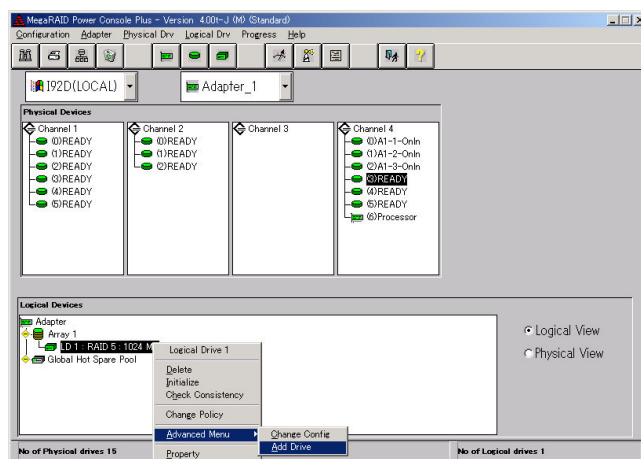 MegaRAID Power Console Plus - Version 4.00t-J (M) (Standard)
Configuration Adapter Physical Drv Logical Drv Progress Help
I92D(LOCAL) Adapter_1
Physical Devices
Channel 1
(0)READY
(1)READY
(2)READY
(3)READY
(4)READY
(5)READY
Channel 2
(0)READY
(1)READY
(2)READY
Channel 3
Channel 4
(0)A1-1-OnIn
(1)A1-2-OnIn
(2)A1-3-OnIn
(3)READY
(4)READY
(5)READY
(6)Processor
Logical Devices
Adapter
Array 1
LD 1 : RAID 5 : 1024 M
Global Hot Spare Pool
Logical Drive 1
Delete
Initialize
Check Consistency
Change Policy
Advanced Menu
Property
Change Config
Add Drive
Logical View
Physical View
No of Physical drives 15
No of Logical drives 1